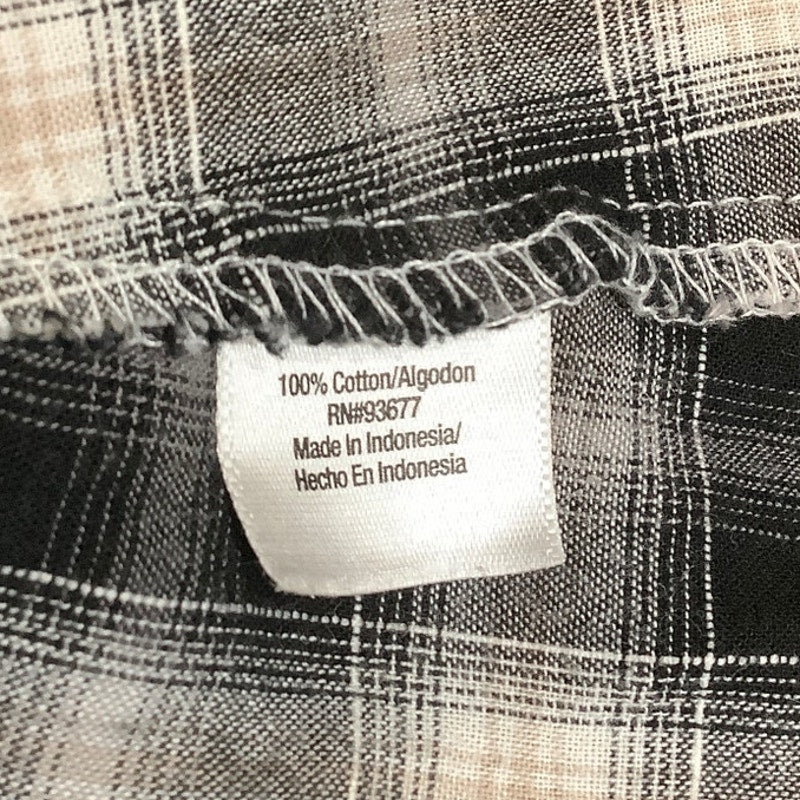 100% Cotton/Algodon
RN#93677
Made In Indonesia/
Hecho En Indonesia